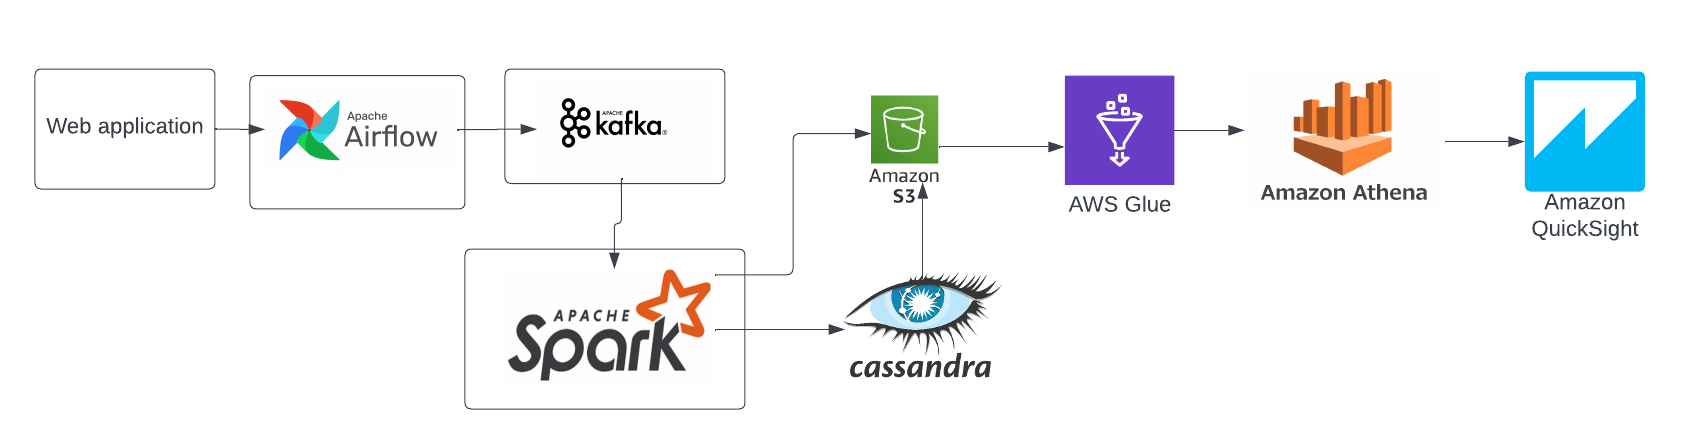 Web application
Apache
Airflow
APACHE
kafka®
Amazon
S3
AWS Glue
Amazon Athena
Amazon
QuickSight
APACHE
Spark
cassandra